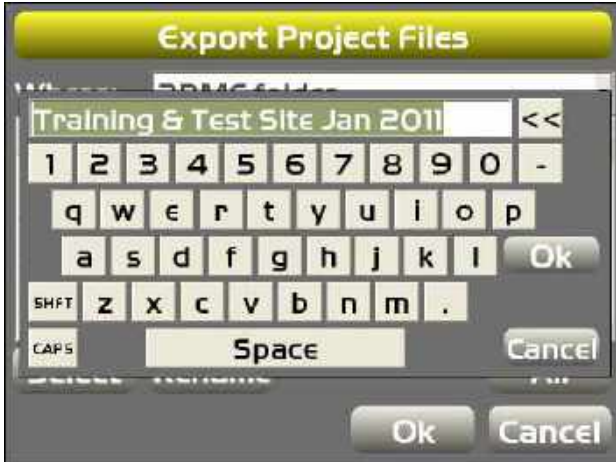 Export Project Files
Training & Test Site Jan 2011 <<
1 2 3 4 5 6 7 8 9 0 -
q w e r t y u i o p
a s d f g h j k l Ok
SHFT z x c v b n m .
CAPS Space Cancel
Ok Cancel